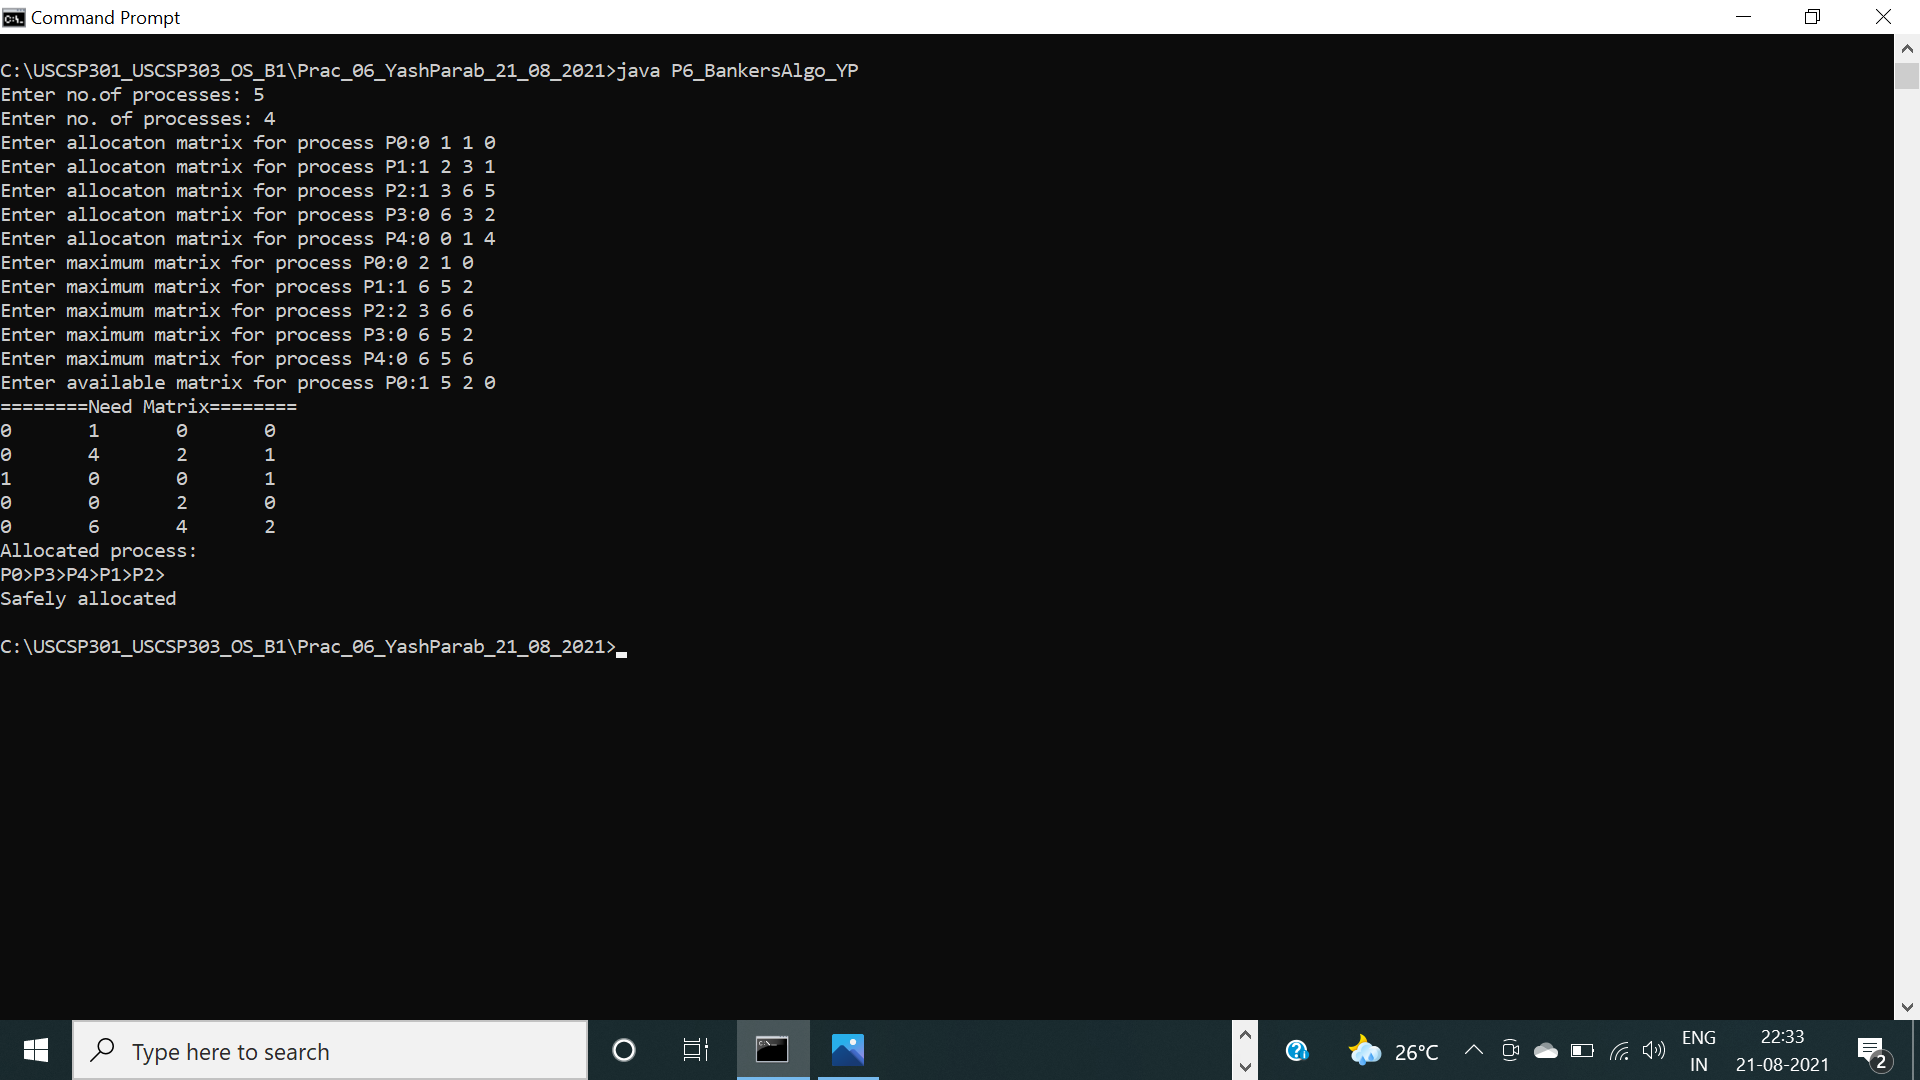 Command Prompt
C:\USCSP301_USCSP303_OS_B1\Prac_06_YashParab_21_08_2021>java P6_BankersAlgo_YP
Enter no.of processes: 5
Enter no. of processes: 4
Enter allocaton matrix for process P0:0 1 1 0
Enter allocaton matrix for process P1:1 2 3 1
Enter allocaton matrix for process P2:1 3 6 5
Enter allocaton matrix for process P3:0 6 3 2
Enter allocaton matrix for process P4:0 0 1 4
Enter maximum matrix for process P0:0 2 1 0
Enter maximum matrix for process P1:1 6 5 2
Enter maximum matrix for process P2:2 3 6 6
Enter maximum matrix for process P3:0 6 5 2
Enter maximum matrix for process P4:0 6 5 6
Enter available matrix for process P0:1 5 2 0
========Need Matrix========
0 1 0 0
0 4 2 1
1 0 0 1
0 0 2 0
0 6 4 2
Allocated process:
P0>P3>P4>P1>P2>
Safely allocated
C:\USCSP301_USCSP303_OS_B1\Prac_06_YashParab_21_08_2021>
Type here to search
26°C
ENG
IN
22:33
21-08-2021
2